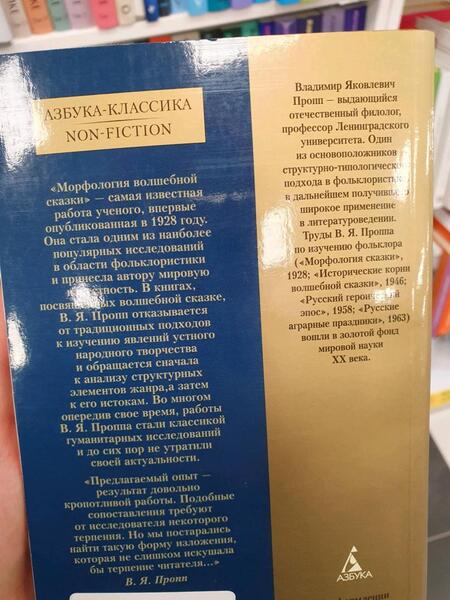 АЗБУКА-КЛАССИКА
NON-FICTION
«Морфология волшебной
сказки» — самая известная
работа ученого, впервые
опубликованная в 1928 году.
Она стала одним из наиболее
популярных исследований
в области фольклористики
и принесла автору мировую
известность. В книгах,
посвященных волшебной сказке,
В. Я. Пропп отказывается
от традиционных подходов
к изучению явлений устного
народного творчества
и обращается сначала
к анализу структурных
элементов жанра,а затем
к его истокам. Во многом
опередив свое время, работы
В. Я. Проппа стали классикой
гуманитарных исследований
и до сих пор не утратили
своей актуальности.
«Предлагаемый опыт —
результат довольно
кропотливой работы. Подобные
сопоставления требуют
от исследователя некоторого
терпения. Но мы постарались
найти такую форму изложения,
которая не слишком искушала
бы терпение читателя...»
В. Я. Пропп
Владимир Яковлевич
Пропп — выдающийся
отечественный филолог,
профессор Ленинградского
университета. Один
из основоположников
структурно-типологического
подхода в фольклористике,
в дальнейшем получившего
широкое применение
в литературоведении.
Труды В. Я. Проппа
по изучению фольклора
(«Морфология сказки»,
1928; «Исторические корни
волшебной сказки», 1946;
«Русский героический
эпос», 1958; «Русские
аграрные праздники», 1963)
вошли в золотой фонд
мировой науки
XX века.
АЗБУКА